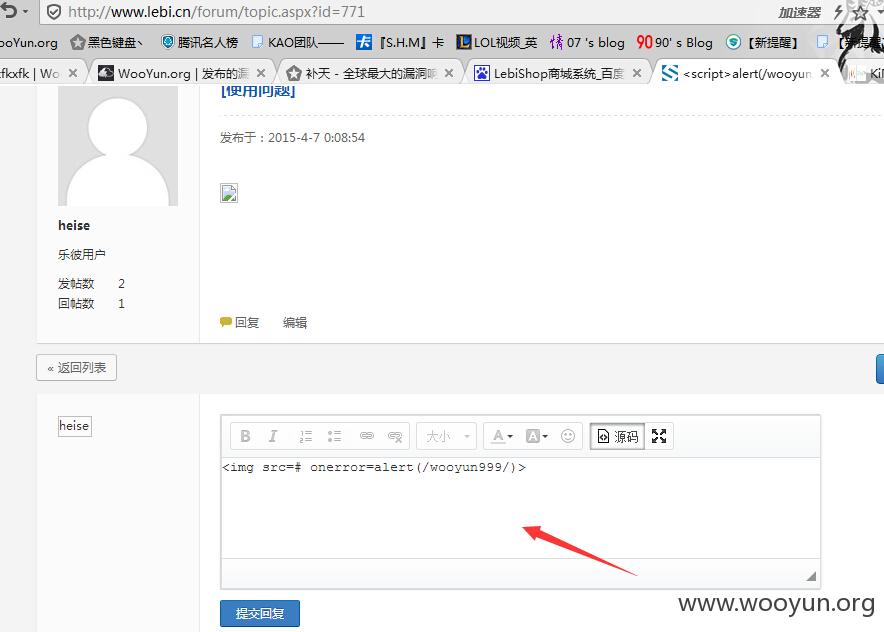 http://www.lebi.cn/forum/topic.aspx?id=771
加速器
ooYun.org
黑色键盘丶
腾讯名人榜
KAO团队——
『S.H.M』卡
LOL视频_英
07 's blog
90' s Blog
【新提醒】
【新提醒
fkxfk | Wo
WooYun.org | 发布的漏
补天 - 全球最大的漏洞响
LebiShop商城系统_百度
<script>alert(/wooyun
[使用问题]
发布于：2015-4-7 0:08:54
heise
乐彼用户
发帖数 2
回帖数 1
回复 编辑
« 返回列表
heise
B I 大小 A A 源码
<img src=# onerror=alert(/wooyun999/)>
提交回复
www.wooyun.org